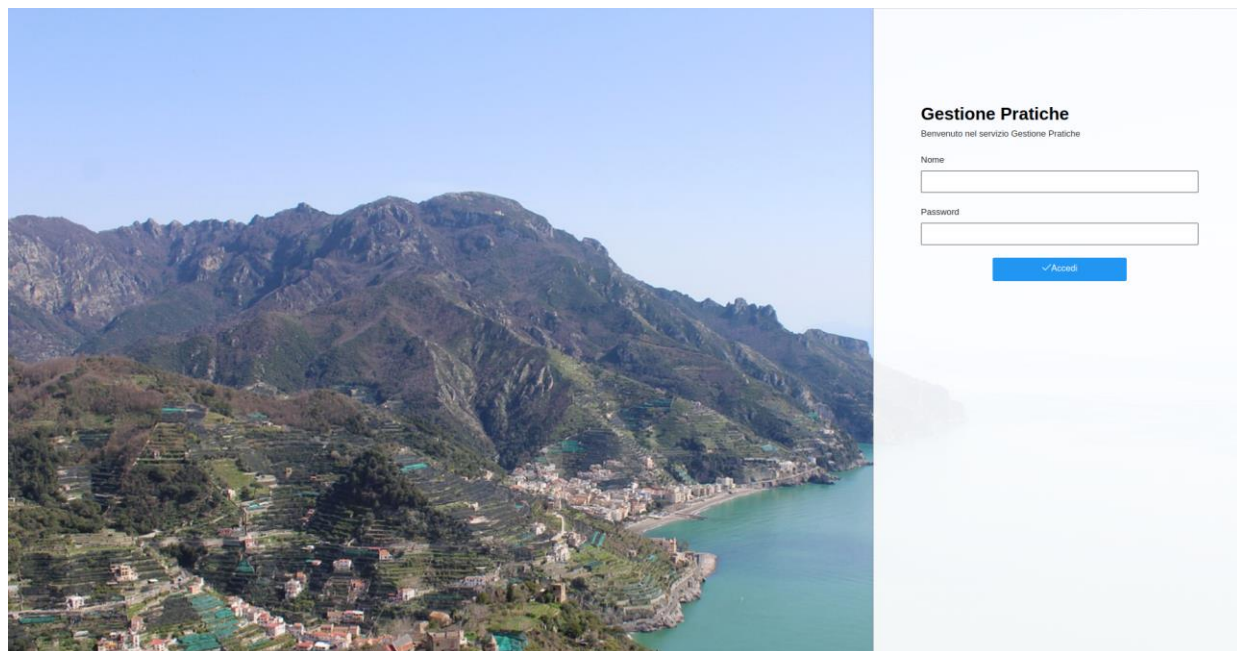 Gestione Pratiche
Benvenuto nel servizio Gestione Pratiche
Nome
Password
Accedi